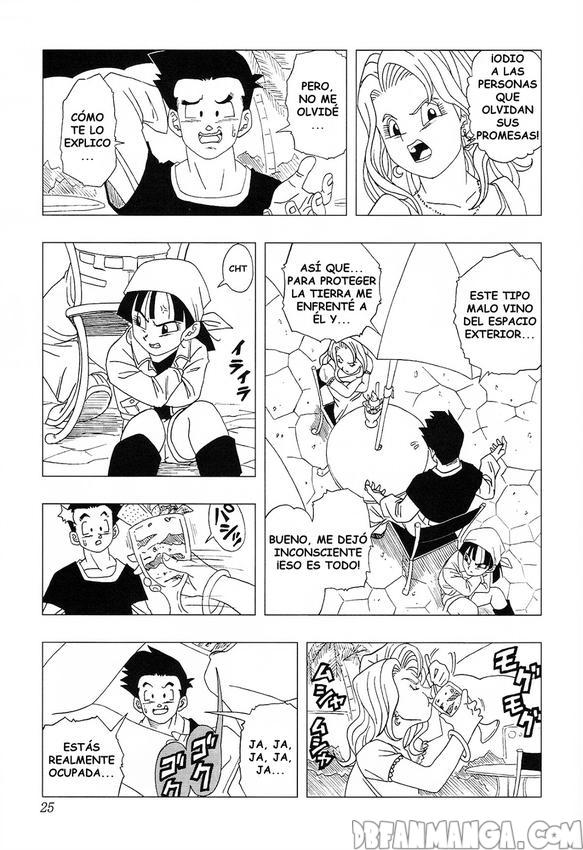 ¡ODIO
A LAS
PERSONAS
QUE
OLVIDAN
SUS
PROMESAS!
PERO,
NO ME
OLVIDÉ
...
CÓMO
TE LO
EXPLICO
...
ESTE TIPO
MALO VINO
DEL ESPACIO
EXTERIOR...
ASÍ QUE...
PARA PROTEGER
LA TIERRA ME
ENFRENTÉ A
ÉL Y...
BUENO, ME DEJÓ
INCONSCIENTE
¡ESO ES TODO!
CHT
イライラ
モグモグ
ムシャムシャ
JA, JA,
JA, JA,
JA...
ゴクゴク
ESTÁS
REALMENTE
OCUPADA...
25
DBFANMANGA.COM